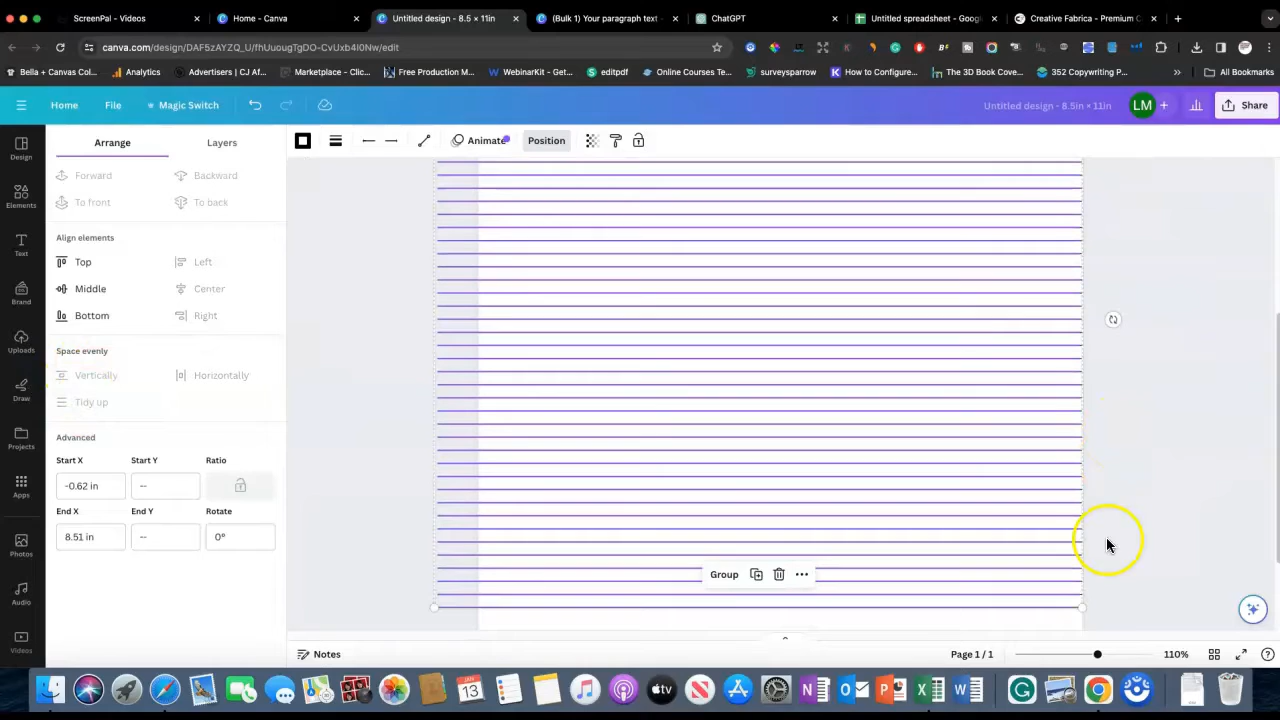 ScreenPal - Videos
Home - Canva
Untitled design - 8.5 × 11in
(Bulk 1) Your paragraph text -
ChatGPT
Untitled spreadsheet - Goog
Creative Fabrica - Premium C
canva.com/design/DAF5zAYZQ_U/fhUuougTgDO-CvUxb4I0Nw/edit
Bella + Canvas Col...
Analytics
Advertisers | CJ Af...
Marketplace - Clic...
Free Production M...
WebinarKit - Get...
editpdf
Online Courses Te...
surveysparrow
How to Configure...
The 3D Book Cove...
352 Copywriting P...
All Bookmarks
Home
File
Magic Switch
Untitled design - 8.5in × 11in
LM
Share
Design
Elements
Text
Brand
Uploads
Draw
Projects
Apps
Photos
Audio
Videos
Arrange
Layers
Animate
Position
Forward
Backward
To front
To back
Align elements
Top
Left
Middle
Center
Bottom
Right
Space evenly
Vertically
Horizontally
Tidy up
Advanced
Start X
Start Y
Ratio
-0.62 in
--
End X
End Y
Rotate
8.51 in
--
0°
Group
Notes
Page 1 / 1
110%
JAN
13
tv